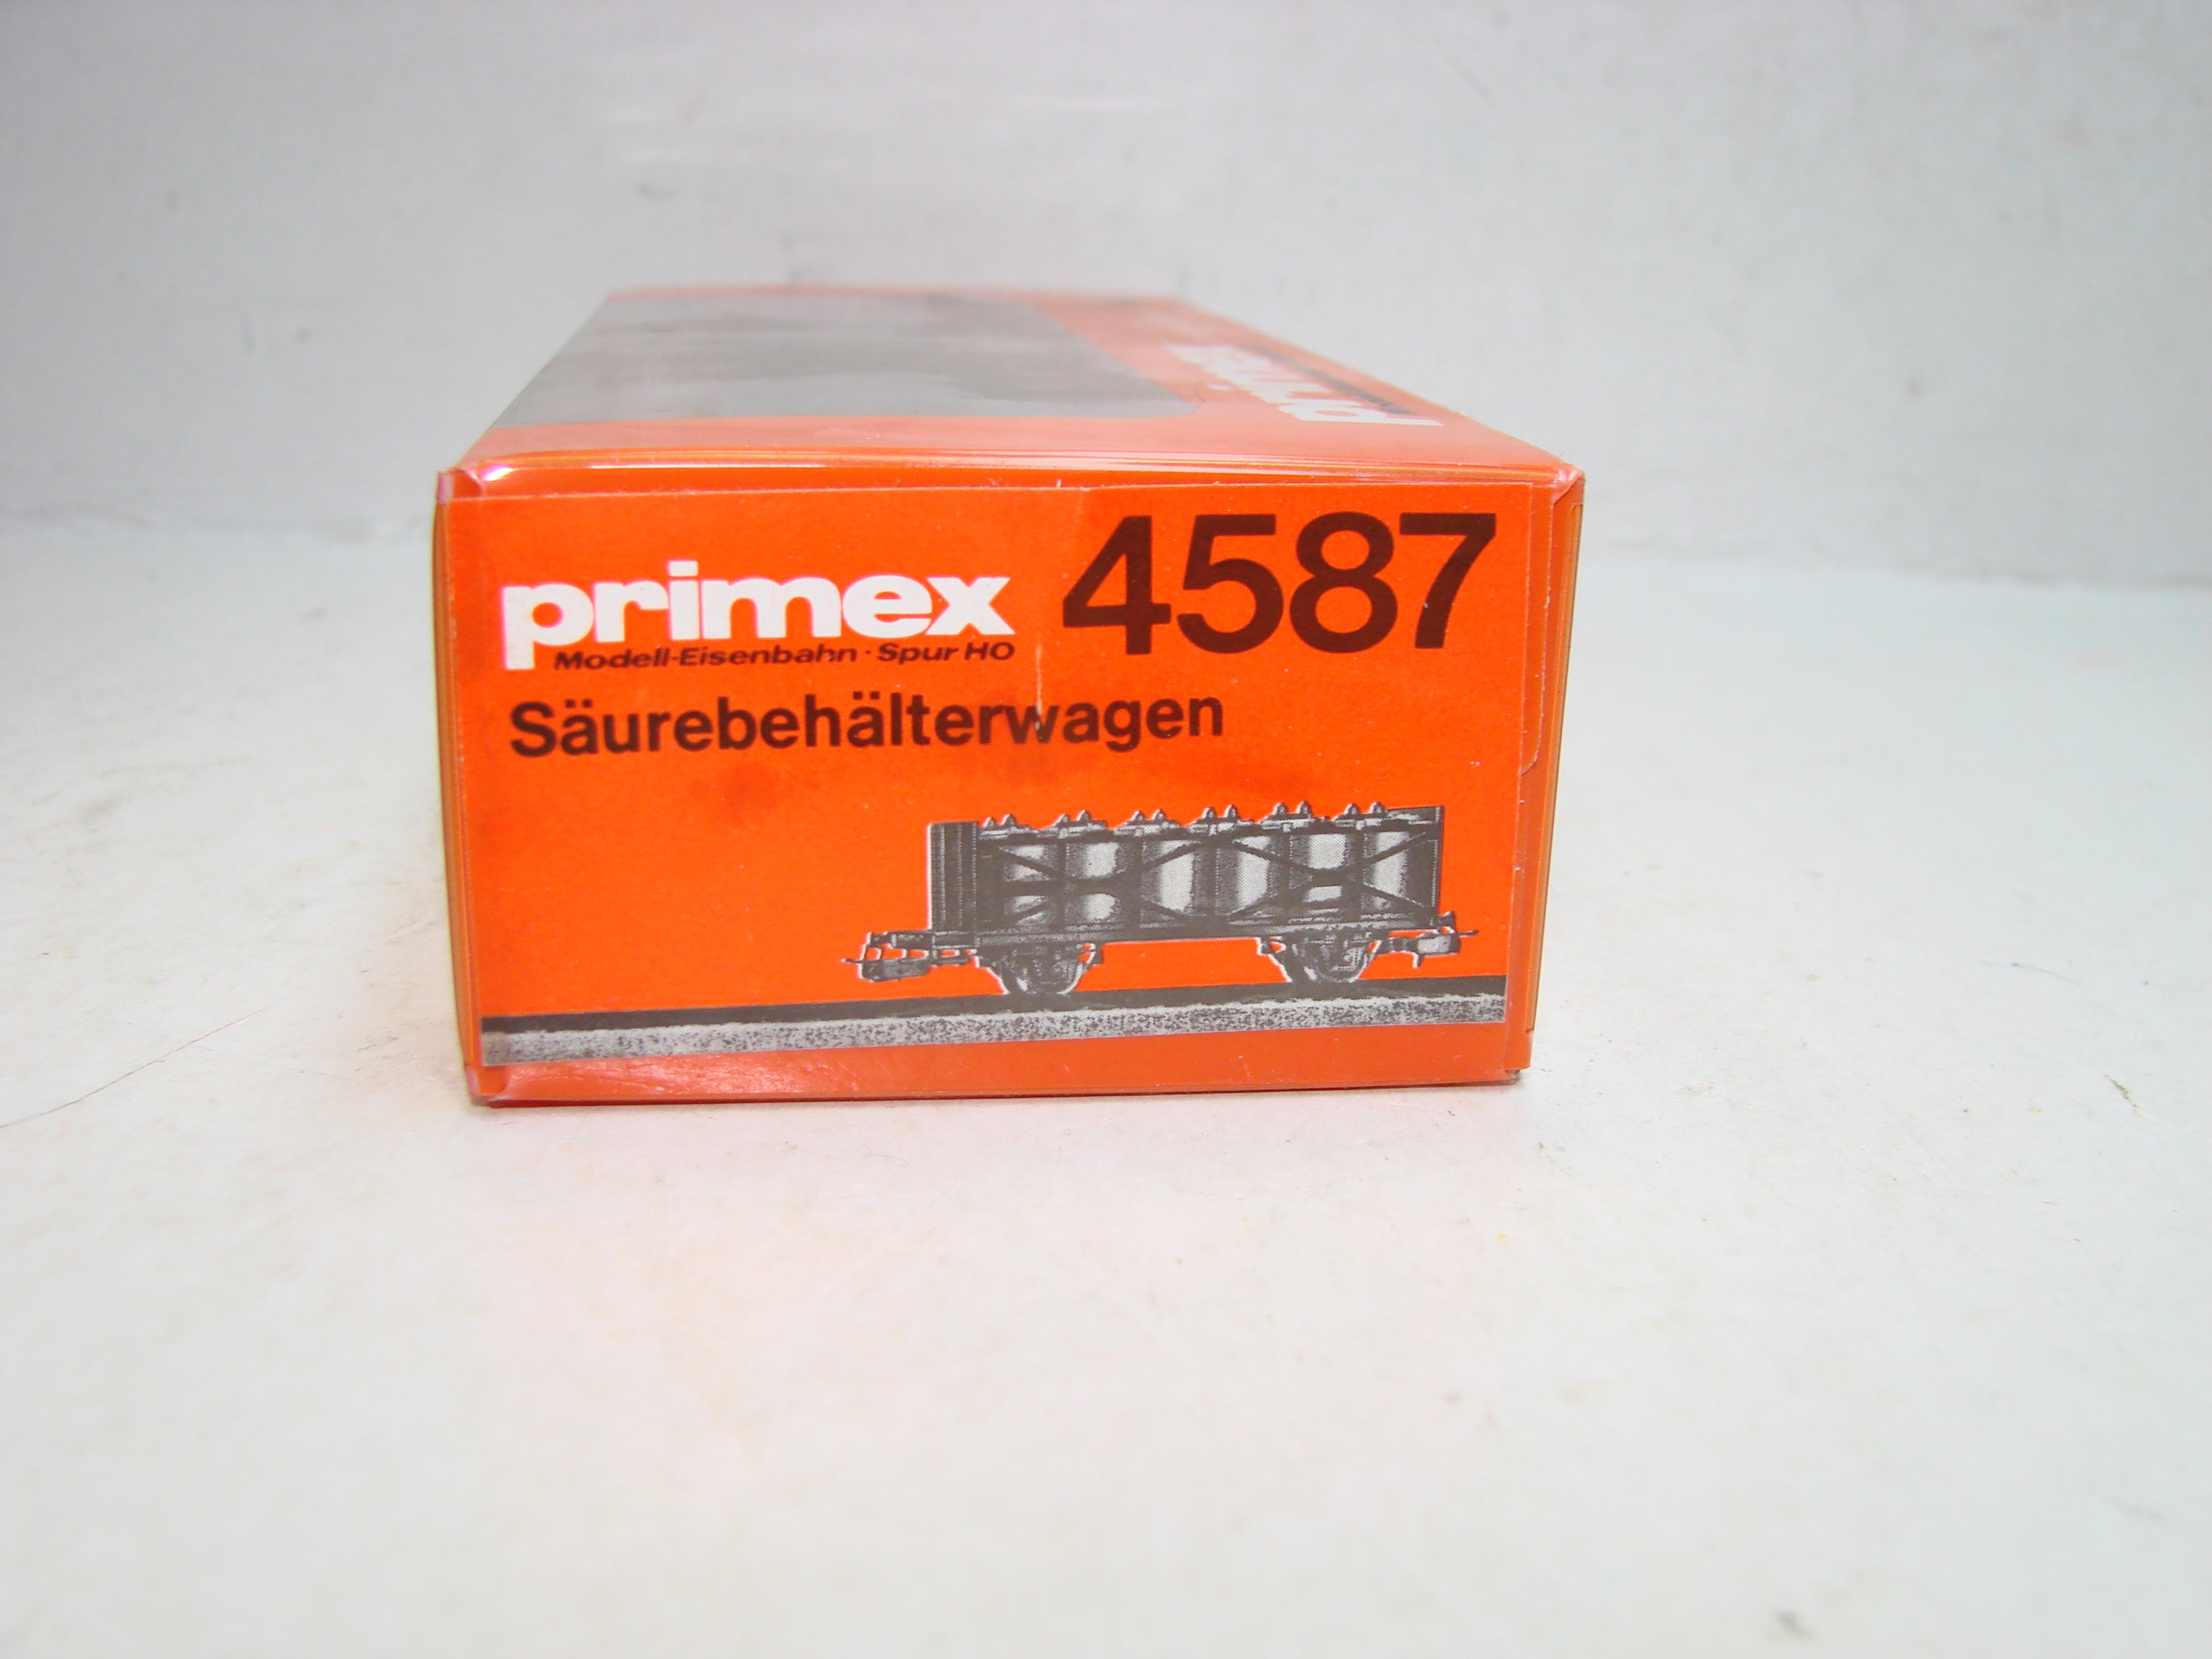 primex 4587
Modell-Eisenbahn · Spur HO
Säurebehälterwagen